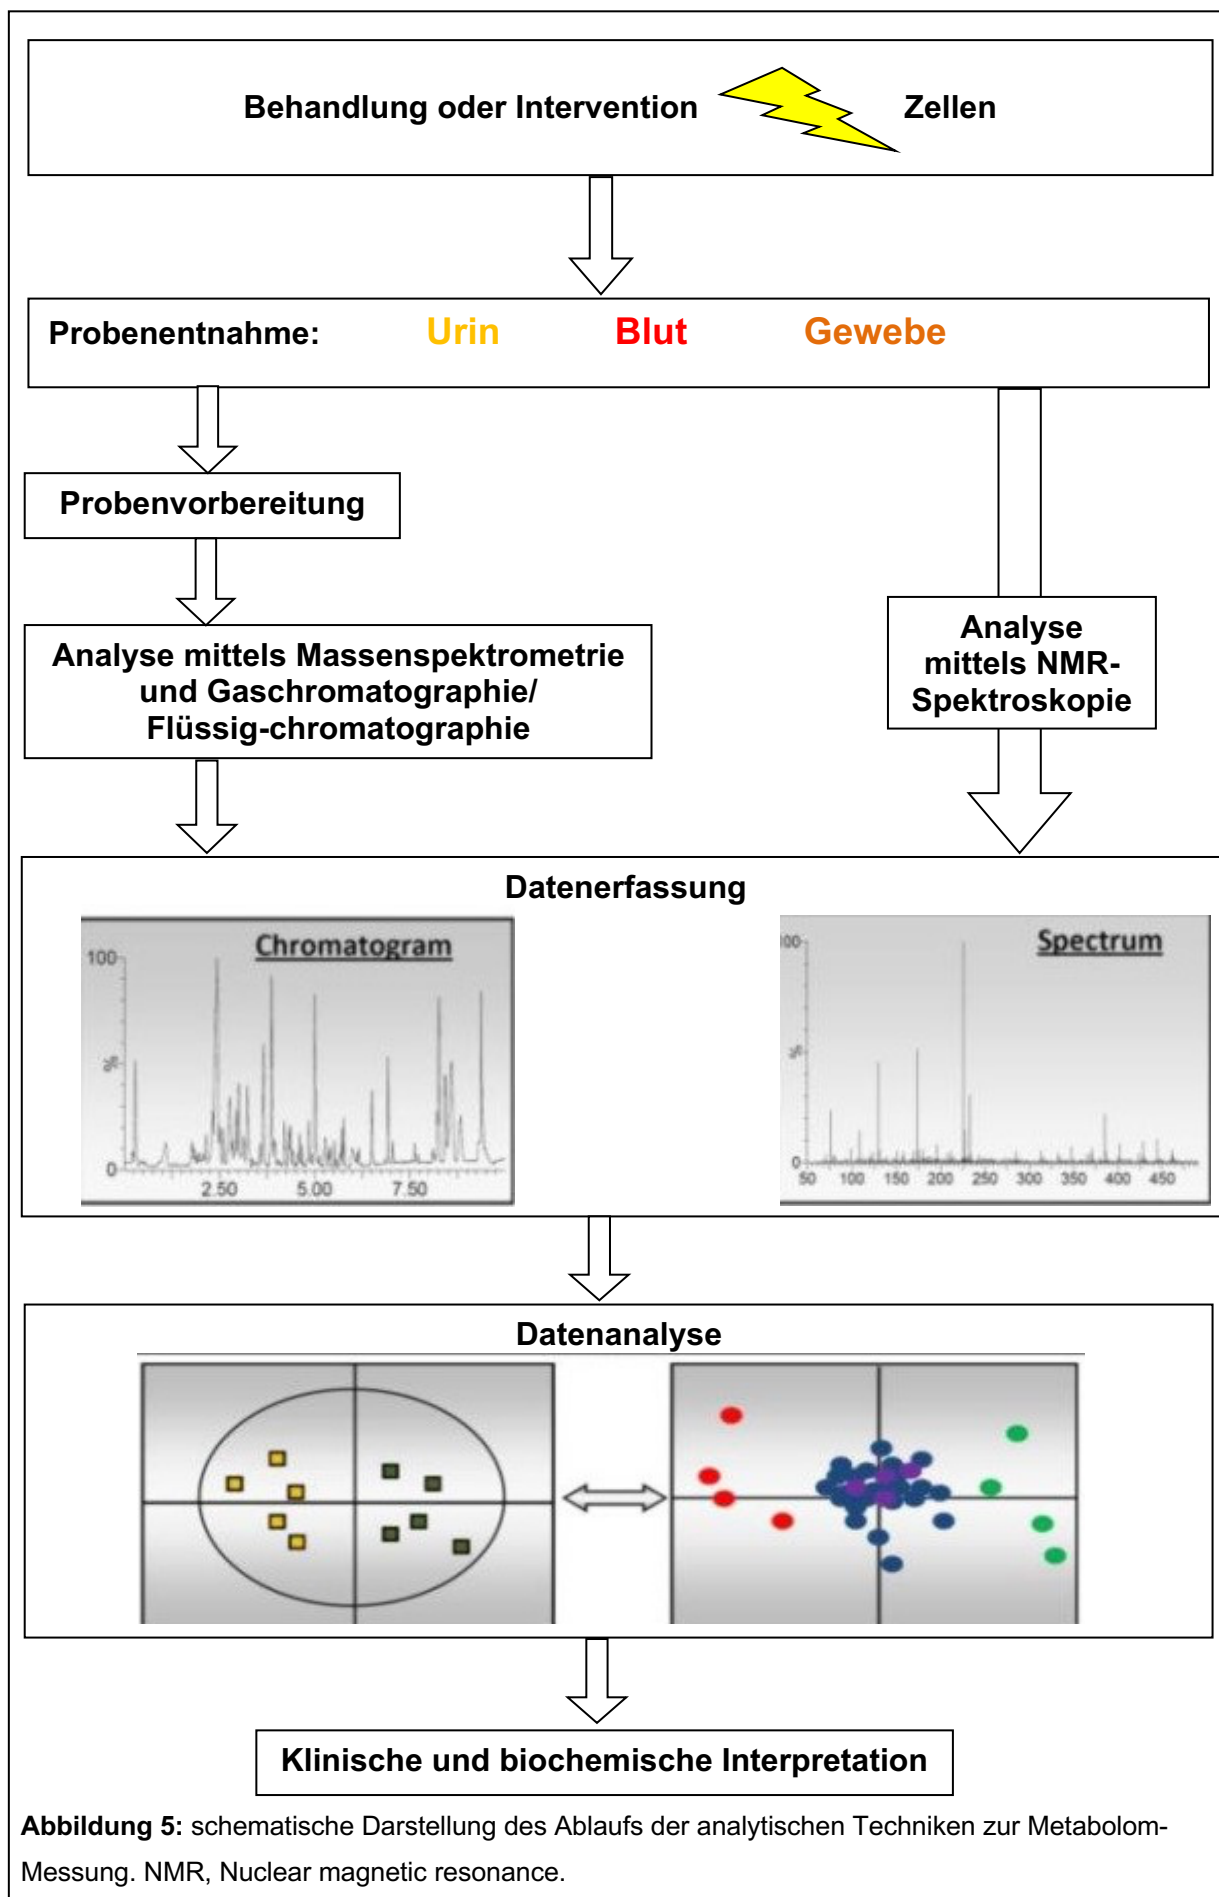 Behandlung oder Intervention Zellen
Probenentnahme: Urin Blut Gewebe
Probenvorbereitung
Analyse mittels Massenspektrometrie
und Gaschromatographie/
Flüssig-chromatographie
Analyse
mittels NMR-
Spektroskopie
Datenerfassung
Chromatogram
100
%
0
2.50 5.00 7.50
Spectrum
100
%
0
50 100 150 200 250 300 350 400 450
Datenanalyse
Klinische und biochemische Interpretation
Abbildung 5: schematische Darstellung des Ablaufs der analytischen Techniken zur Metabolom-
Messung. NMR, Nuclear magnetic resonance.